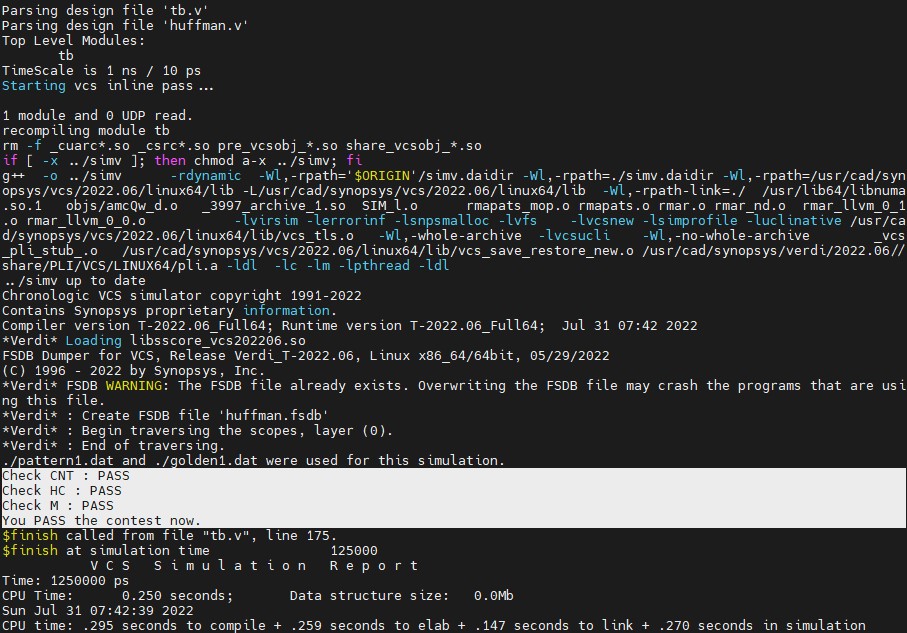 Parsing design file 'tb.v'
Parsing design file 'huffman.v'
Top Level Modules:
tb
TimeScale is 1 ns / 10 ps
Starting vcs inline pass...
1 module and 0 UDP read.
recompiling module tb
rm -f _cuarc*.so _csrc*.so pre_vcsobj_*.so share_vcsobj_*.so
if [ -x ../simv ]; then chmod a-x ../simv; fi
g++ -o ../simv -rdynamic -Wl,-rpath='$ORIGIN'/simv.daidir -Wl,-rpath=./simv.daidir -Wl,-rpath=/usr/cad/syn
opsys/vcs/2022.06/linux64/lib -L/usr/cad/synopsys/vcs/2022.06/linux64/lib -Wl,-rpath-link=./ /usr/lib64/libnuma
.so.1 objs/amcQw_d.o _3997_archive_1.so SIM_l.o rmapats_mop.o rmapats.o rmar.o rmar_nd.o rmar_llvm_0_1
.o rmar_llvm_0_0.o -lvirsim -lerrorinf -lsnpsmalloc -lvfs -lvcsnew -lsimprofile -luclinative /usr/ca
d/synopsys/vcs/2022.06/linux64/lib/vcs_tls.o -Wl,-whole-archive -lvcsucli -Wl,-no-whole-archive _vcs
_pli_stub_.o /usr/cad/synopsys/vcs/2022.06/linux64/lib/vcs_save_restore_new.o /usr/cad/synopsys/verdi/2022.06//
share/PLI/VCS/LINUX64/pli.a -ldl -lc -lm -lpthread -ldl
../simv up to date
Chronologic VCS simulator copyright 1991-2022
Contains Synopsys proprietary information.
Compiler version T-2022.06_Full64; Runtime version T-2022.06_Full64; Jul 31 07:42 2022
*Verdi* Loading libsscore_vcs202206.so
FSDB Dumper for VCS, Release Verdi_T-2022.06, Linux x86_64/64bit, 05/29/2022
(C) 1996 - 2022 by Synopsys, Inc.
*Verdi* FSDB WARNING: The FSDB file already exists. Overwriting the FSDB file may crash the programs that are usi
ng this file.
*Verdi* : Create FSDB file 'huffman.fsdb'
*Verdi* : Begin traversing the scopes, layer (0).
*Verdi* : End of traversing.
./pattern1.dat and ./golden1.dat were used for this simulation.
Check CNT : PASS
Check HC : PASS
Check M : PASS
You PASS the contest now.
$finish called from file "tb.v", line 175.
$finish at simulation time 125000
V C S S i m u l a t i o n R e p o r t
Time: 1250000 ps
CPU Time: 0.250 seconds; Data structure size: 0.0Mb
Sun Jul 31 07:42:39 2022
CPU time: .295 seconds to compile + .259 seconds to elab + .147 seconds to link + .270 seconds in simulation